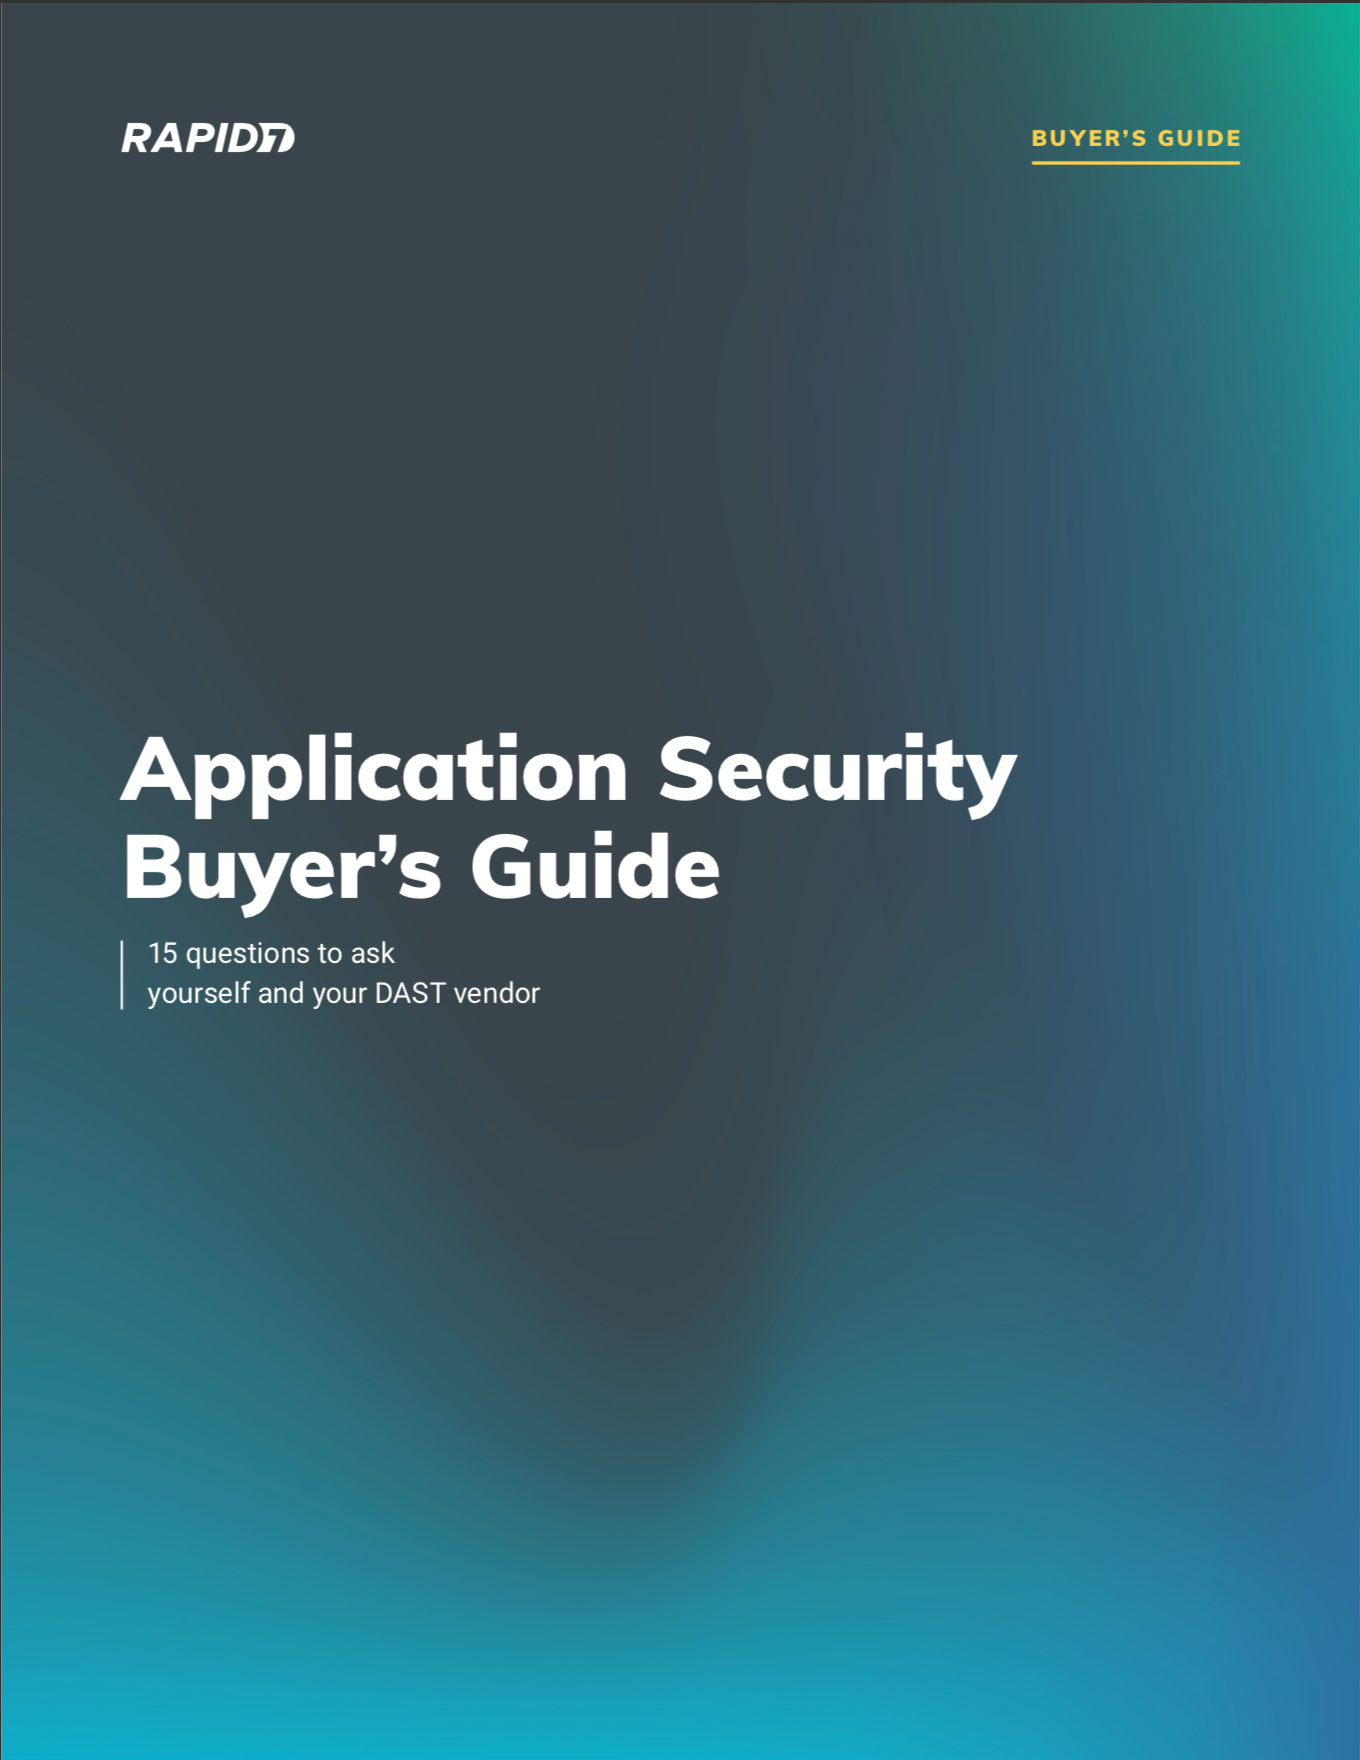 RAPID7
BUYER’S GUIDE
Application Security
Buyer’s Guide
15 questions to ask
yourself and your DAST vendor